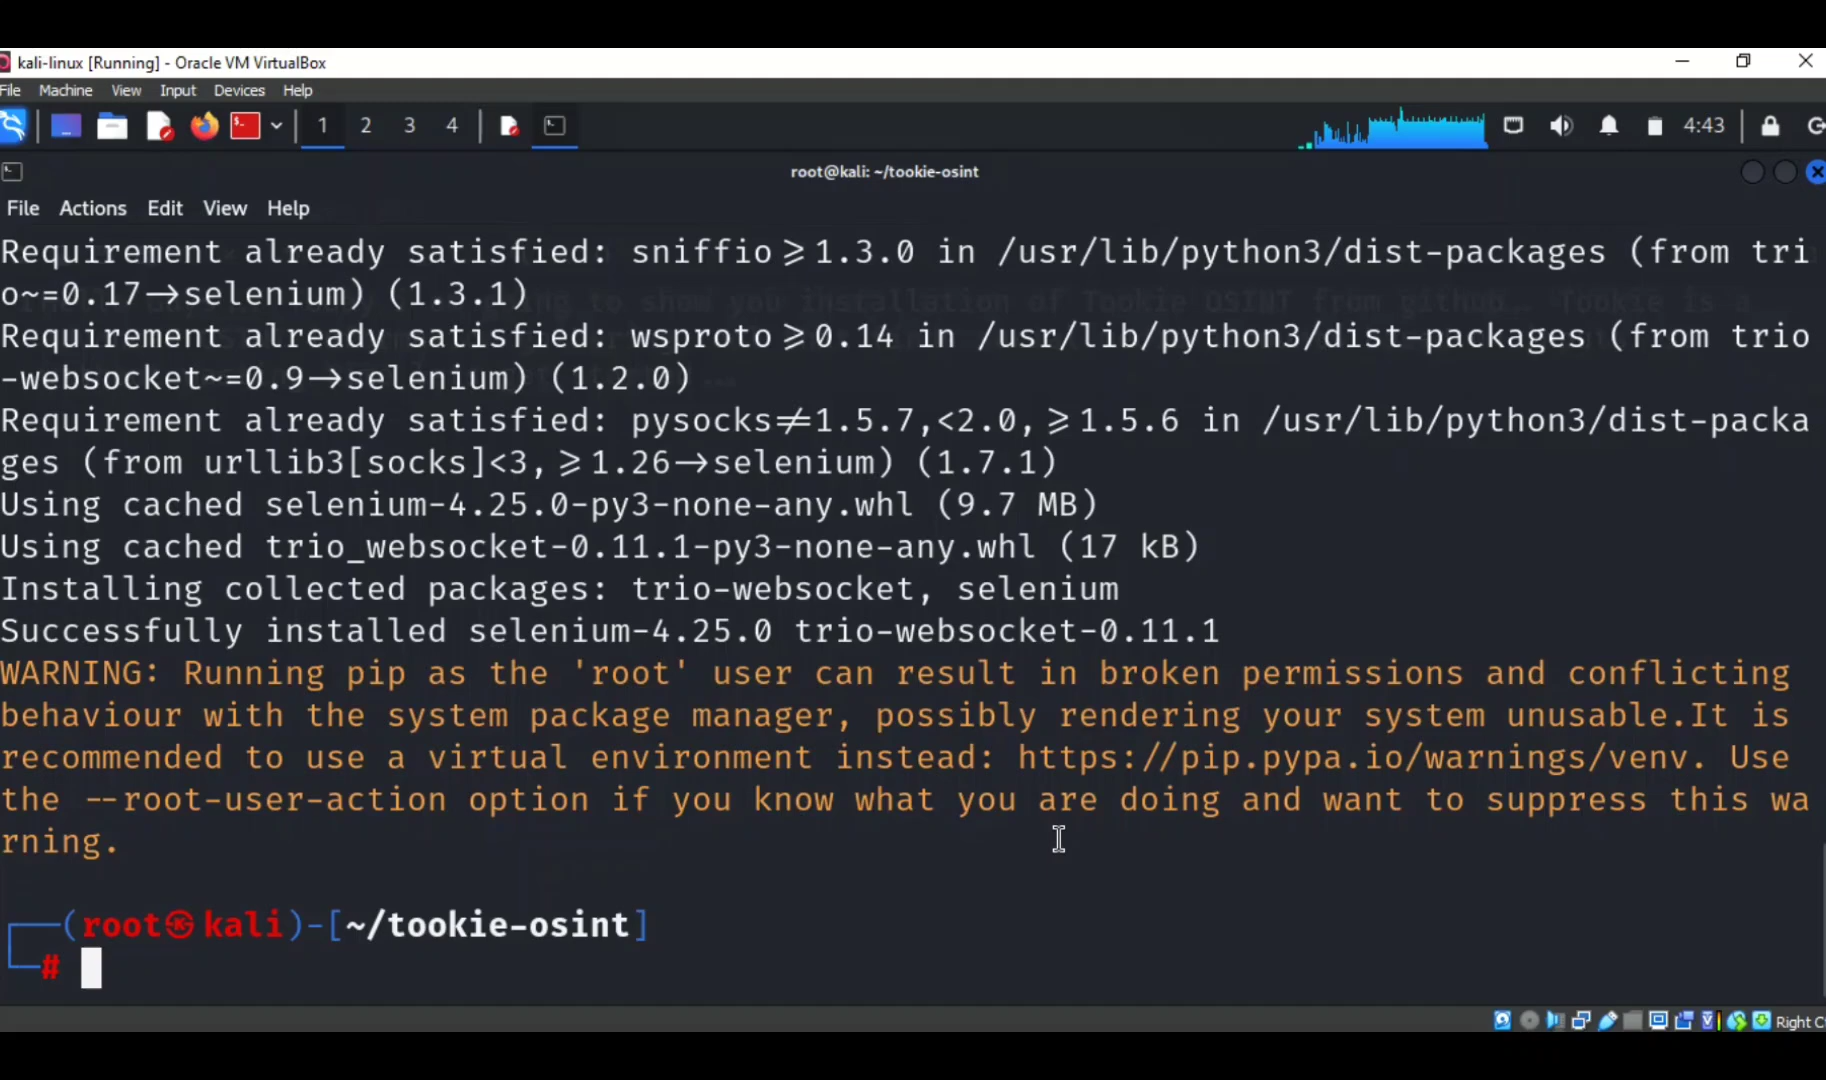 kali-linux [Running] - Oracle VM VirtualBox
File Machine View Input Devices Help
1 2 3 4 4:43
root@kali: ~/tookie-osint
File Actions Edit View Help
Requirement already satisfied: sniffio≥1.3.0 in /usr/lib/python3/dist-packages (from tri
o~=0.17→selenium) (1.3.1)
Requirement already satisfied: wsproto≥0.14 in /usr/lib/python3/dist-packages (from trio
-websocket~=0.9→selenium) (1.2.0)
Requirement already satisfied: pysocks≠1.5.7,<2.0,≥1.5.6 in /usr/lib/python3/dist-packa
ges (from urllib3[socks]<3,≥1.26→selenium) (1.7.1)
Using cached selenium-4.25.0-py3-none-any.whl (9.7 MB)
Using cached trio_websocket-0.11.1-py3-none-any.whl (17 kB)
Installing collected packages: trio-websocket, selenium
Successfully installed selenium-4.25.0 trio-websocket-0.11.1
WARNING: Running pip as the 'root' user can result in broken permissions and conflicting
behaviour with the system package manager, possibly rendering your system unusable.It is
recommended to use a virtual environment instead: https://pip.pypa.io/warnings/venv. Use
the --root-user-action option if you know what you are doing and want to suppress this wa
rning.
(root㉿kali)-[~/tookie-osint]
#
Right C